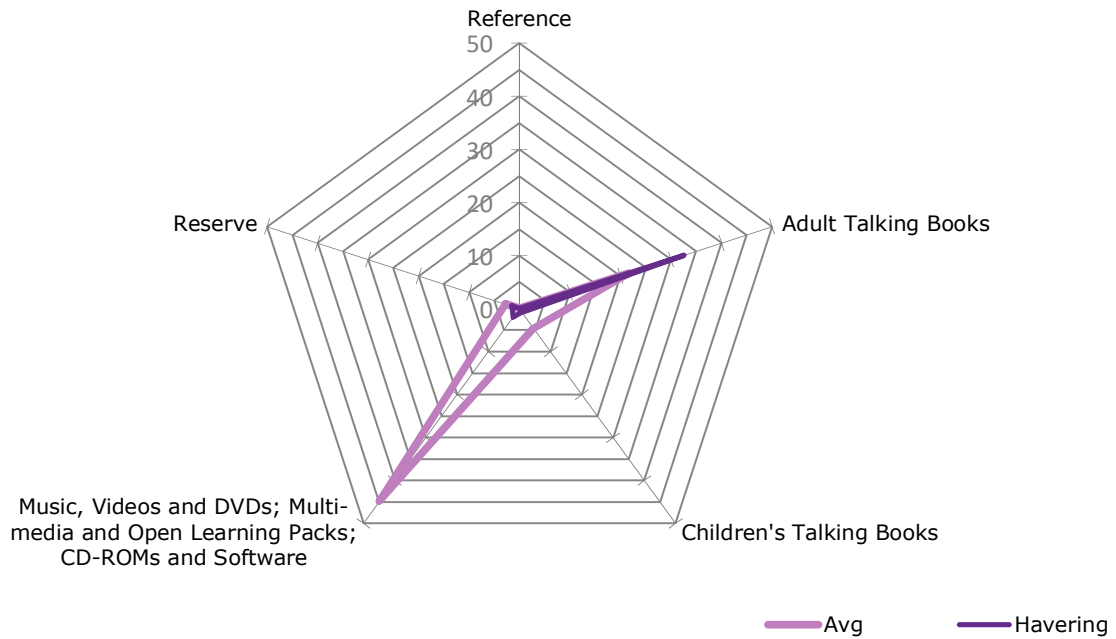 Reference
50
40
30
20
10
0
Reserve
Adult Talking Books
Music, Videos and DVDs; Multi-
media and Open Learning Packs;
CD-ROMs and Software
Children's Talking Books
Avg
Havering